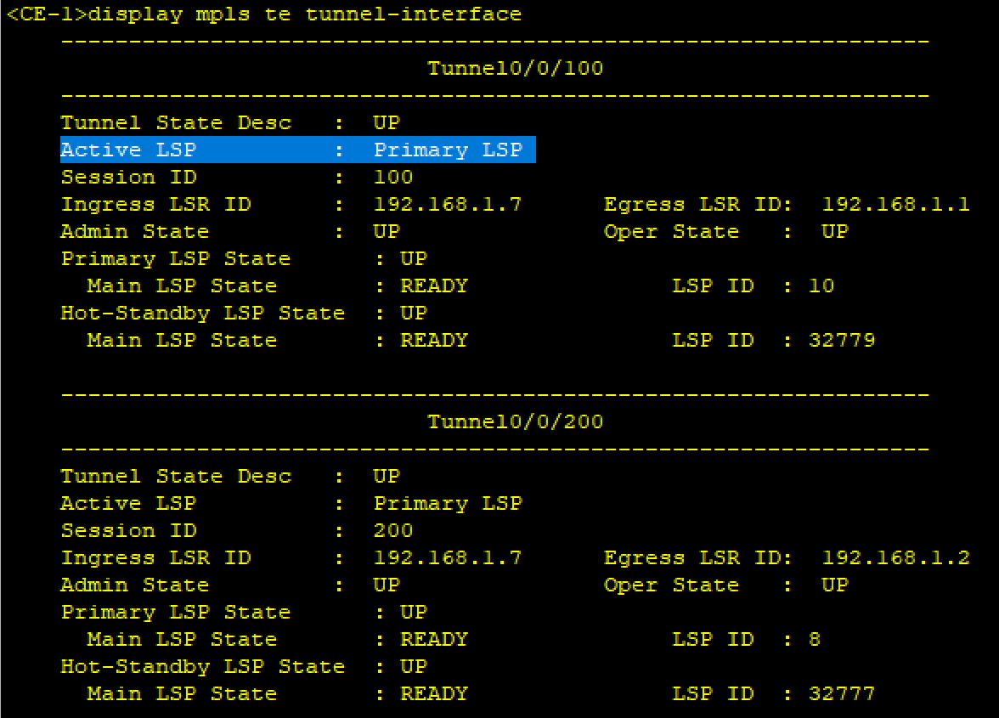 <CE-1>display mpls te tunnel-interface
----------------------------------------------------------------
Tunnel0/0/100
----------------------------------------------------------------
Tunnel State Desc : UP
Active LSP : Primary LSP
Session ID : 100
Ingress LSR ID : 192.168.1.7 Egress LSR ID: 192.168.1.1
Admin State : UP Oper State : UP
Primary LSP State : UP
Main LSP State : READY LSP ID : 10
Hot-Standby LSP State : UP
Main LSP State : READY LSP ID : 32779
----------------------------------------------------------------
Tunnel0/0/200
----------------------------------------------------------------
Tunnel State Desc : UP
Active LSP : Primary LSP
Session ID : 200
Ingress LSR ID : 192.168.1.7 Egress LSR ID: 192.168.1.2
Admin State : UP Oper State : UP
Primary LSP State : UP
Main LSP State : READY LSP ID : 8
Hot-Standby LSP State : UP
Main LSP State : READY LSP ID : 32777